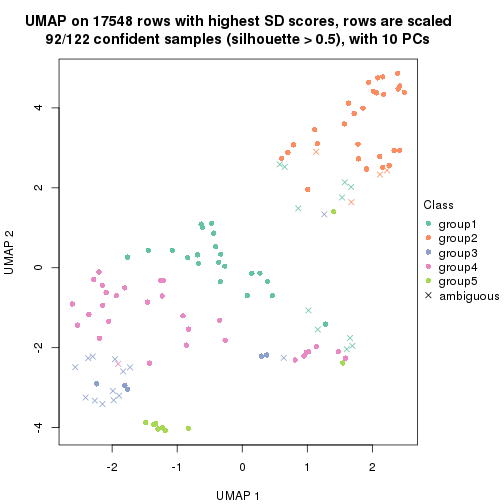 UMAP on 17548 rows with highest SD scores, rows are scaled
92/122 confident samples (silhouette > 0.5), with 10 PCs
4
2
0
-2
-4
UMAP 2
-2
-1
0
1
2
UMAP 1
Class
group1
group2
group3
group4
group5
ambiguous